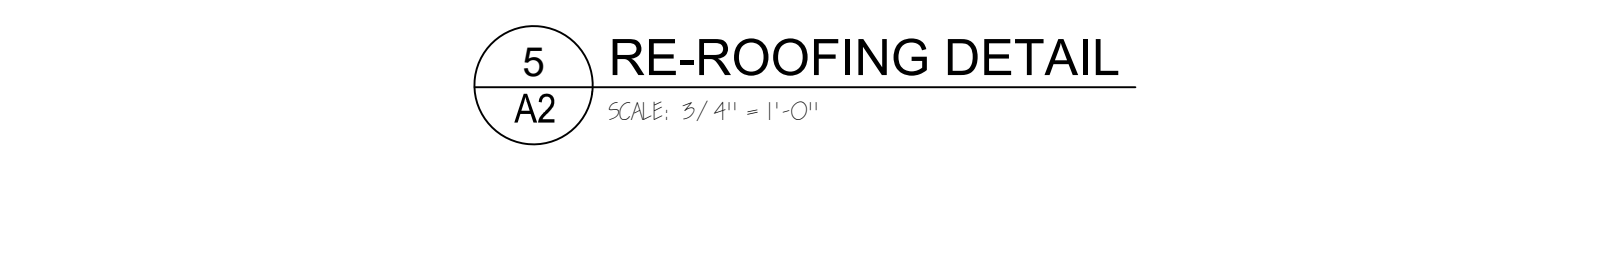 5
A2
RE-ROOFING DETAIL
SCALE: 3/4" = 1'-0"